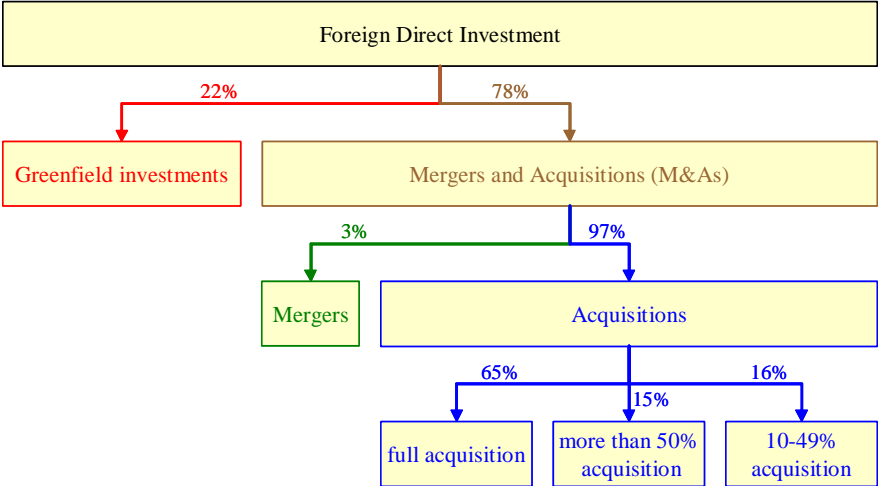 Foreign Direct Investment
22%
78%
Greenfield investments
Mergers and Acquisitions (M&As)
3%
97%
Mergers
Acquisitions
65%
15%
16%
full acquisition
more than 50%
acquisition
10-49%
acquisition